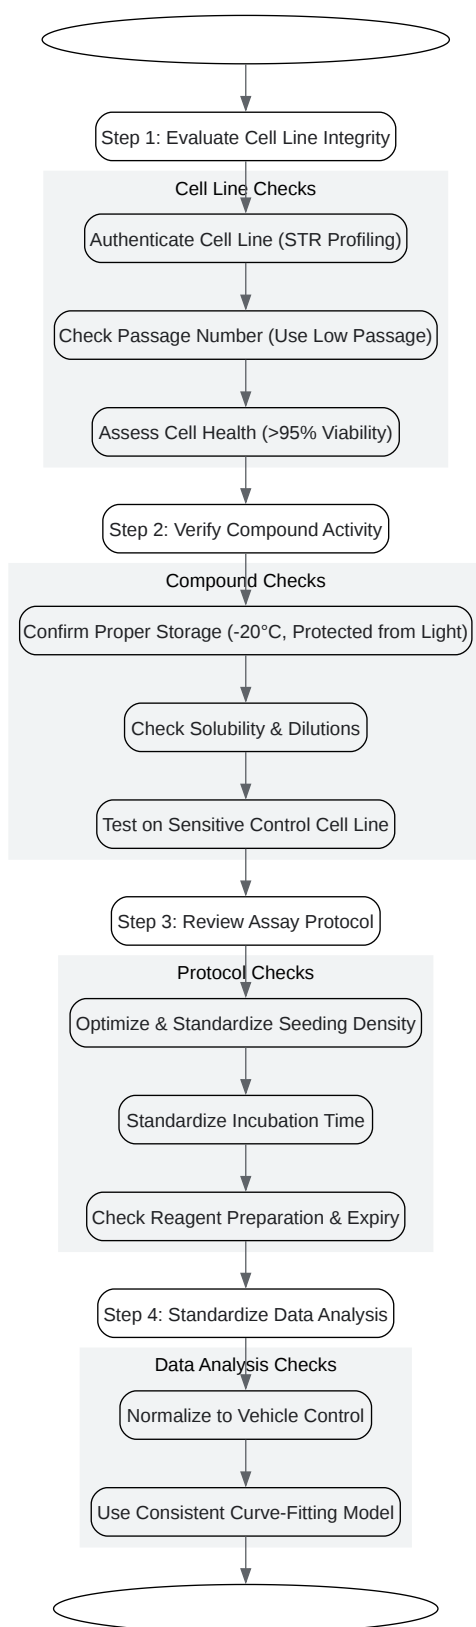 Step 1: Evaluate Cell Line Integrity
Cell Line Checks
Authenticate Cell Line (STR Profiling)
Check Passage Number (Use Low Passage)
Assess Cell Health (>95% Viability)
Step 2: Verify Compound Activity
Compound Checks
Confirm Proper Storage (-20°C, Protected from Light)
Check Solubility & Dilutions
Test on Sensitive Control Cell Line
Step 3: Review Assay Protocol
Protocol Checks
Optimize & Standardize Seeding Density
Standardize Incubation Time
Check Reagent Preparation & Expiry
Step 4: Standardize Data Analysis
Data Analysis Checks
Normalize to Vehicle Control
Use Consistent Curve-Fitting Model